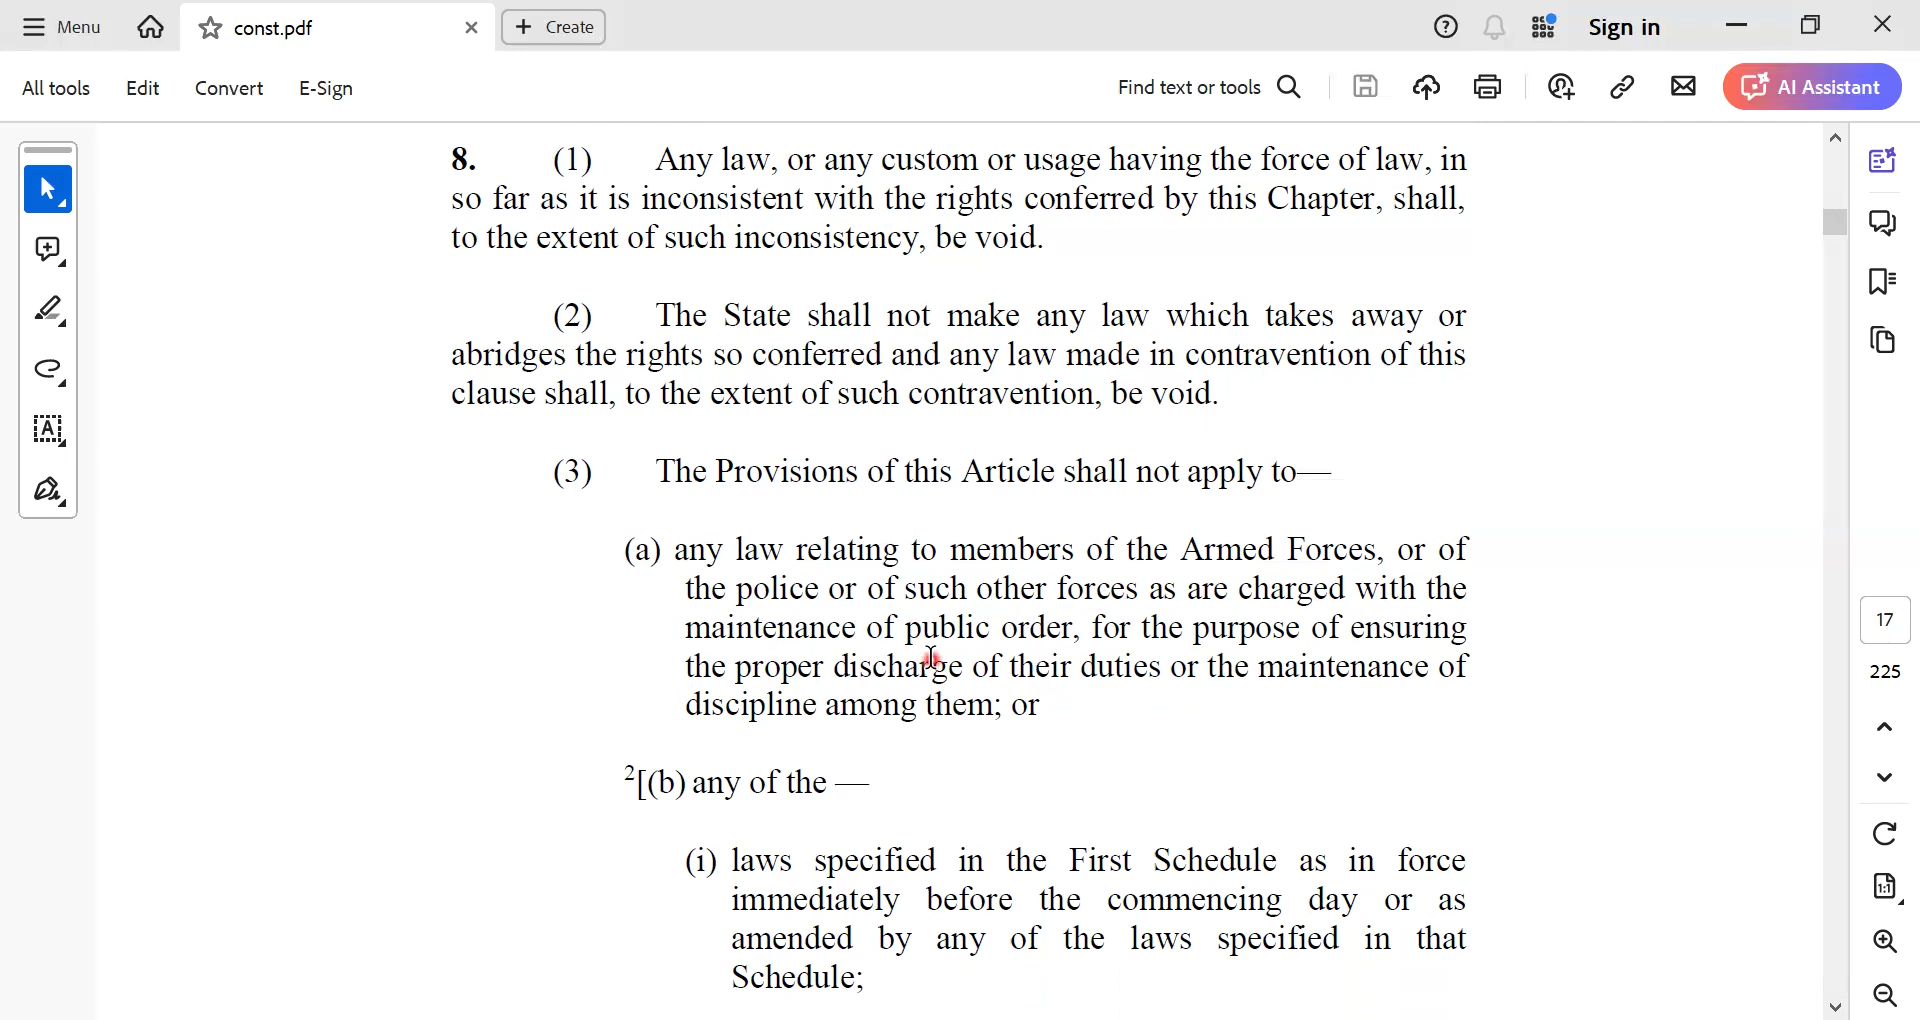 Menu
const.pdf
Create
Sign in
All tools
Edit
Convert
E-Sign
Find text or tools
AI Assistant
8. (1) Any law, or any custom or usage having the force of law, in
so far as it is inconsistent with the rights conferred by this Chapter, shall,
to the extent of such inconsistency, be void.
(2) The State shall not make any law which takes away or
abridges the rights so conferred and any law made in contravention of this
clause shall, to the extent of such contravention, be void.
(3) The Provisions of this Article shall not apply to—
(a) any law relating to members of the Armed Forces, or of
the police or of such other forces as are charged with the
maintenance of public order, for the purpose of ensuring
the proper discharge of their duties or the maintenance of
discipline among them; or
²[(b) any of the —
(i) laws specified in the First Schedule as in force
immediately before the commencing day or as
amended by any of the laws specified in that
Schedule;
17
225